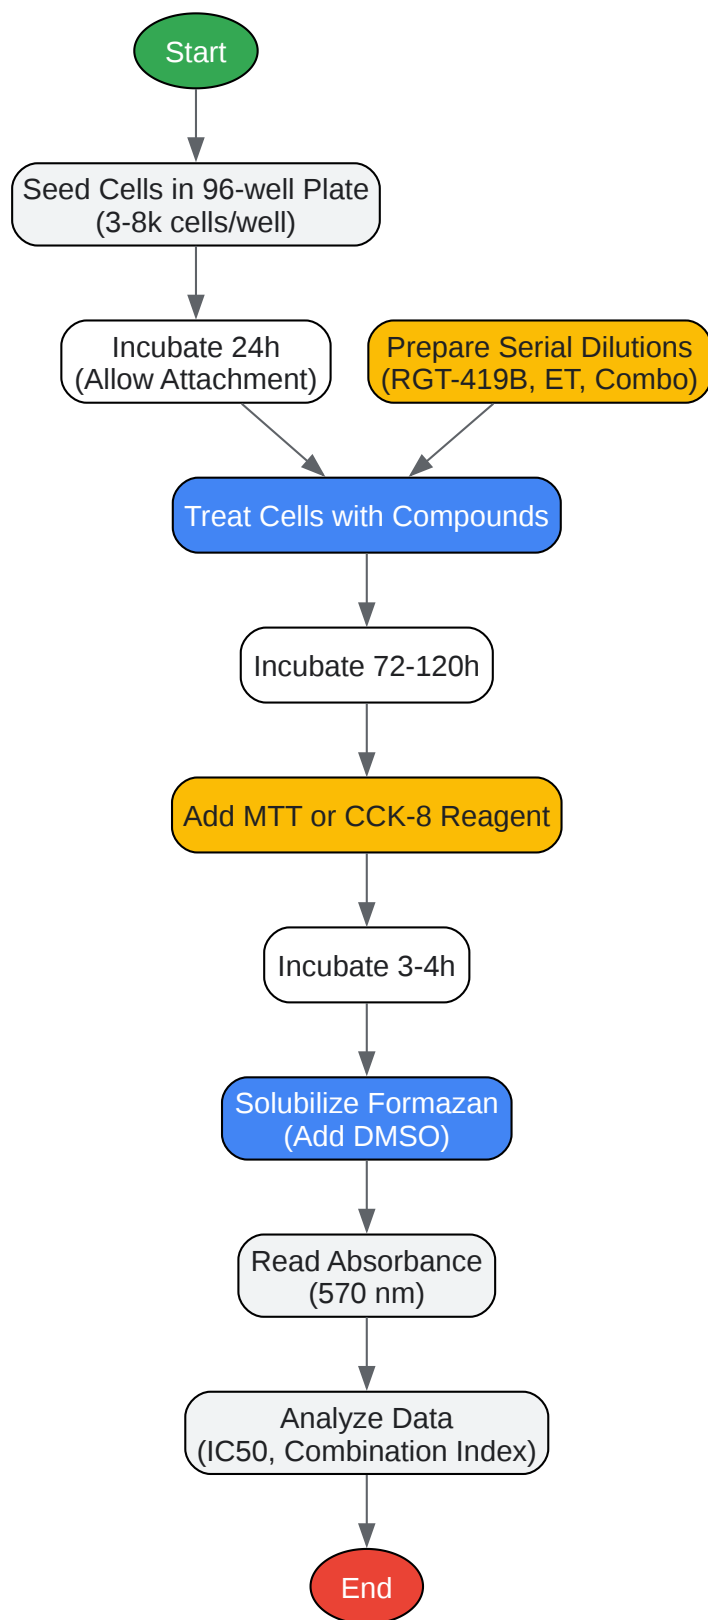 Start
Seed Cells in 96-well Plate
(3-8k cells/well)
Incubate 24h
(Allow Attachment)
Prepare Serial Dilutions
(RGT-419B, ET, Combo)
Treat Cells with Compounds
Incubate 72-120h
Add MTT or CCK-8 Reagent
Incubate 3-4h
Solubilize Formazan
(Add DMSO)
Read Absorbance
(570 nm)
Analyze Data
(IC50, Combination Index)
End